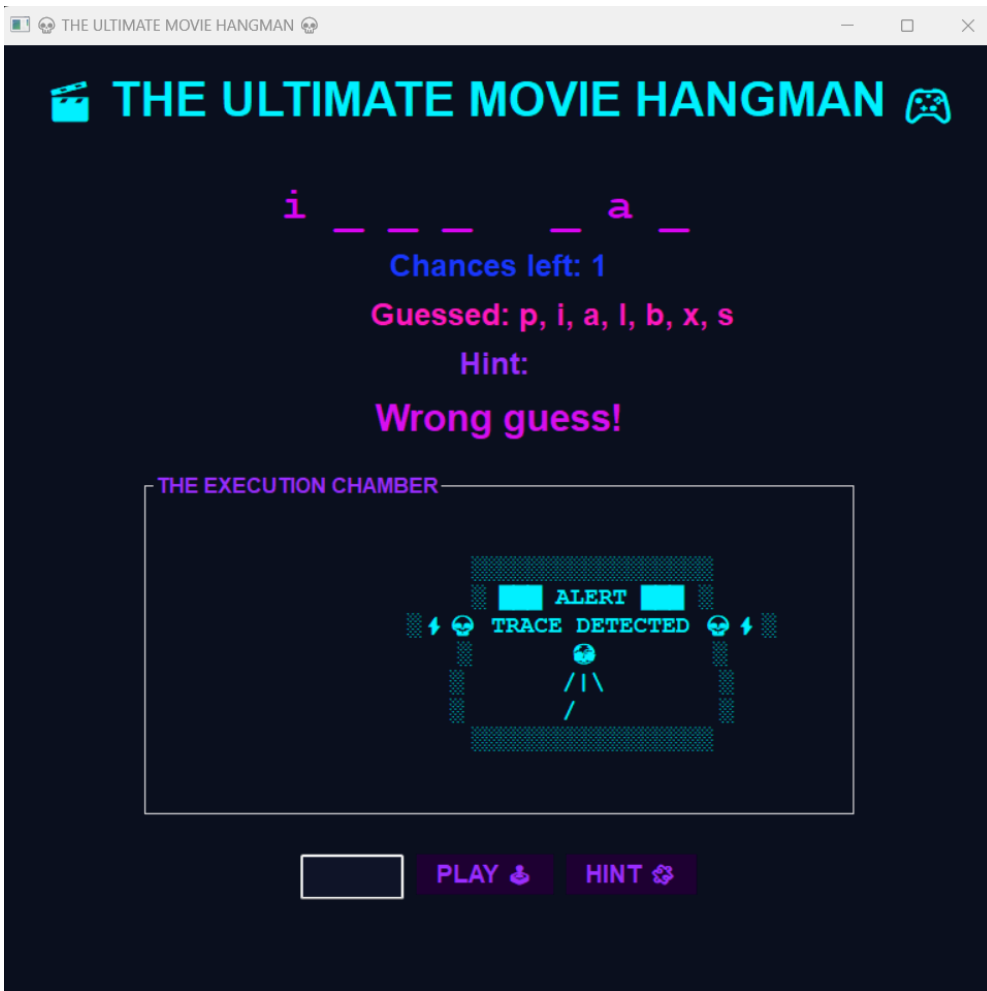 💀 THE ULTIMATE MOVIE HANGMAN 💀
🎬 THE ULTIMATE MOVIE HANGMAN 🎮
i _ _ _   _ a _
Chances left: 1
Guessed: p, i, a, l, b, x, s
Hint:
Wrong guess!
THE EXECUTION CHAMBER
░░░░░░░░░░░░░░░░░
░ ███ ALERT ███ ░
░⚡💀 TRACE DETECTED 💀⚡░
/|\
/
PLAY 🕹 HINT